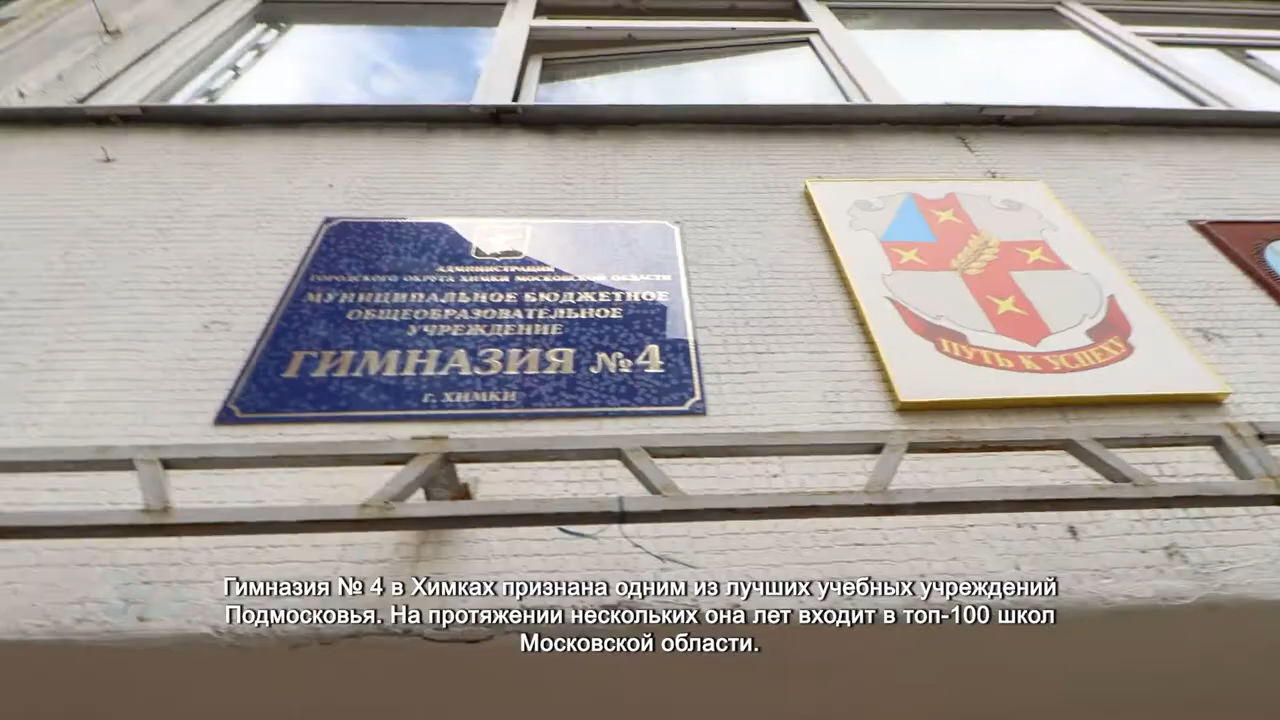 АДМИНИСТРАЦИЯ
ГОРОДСКОГО ОКРУГА ХИМКИ МОСКОВСКОЙ ОБЛАСТИ
МУНИЦИПАЛЬНОЕ БЮДЖЕТНОЕ
ОБЩЕОБРАЗОВАТЕЛЬНОЕ
УЧРЕЖДЕНИЕ
ГИМНАЗИЯ №4
г. ХИМКИ
ПУТЬ К УСПЕХУ
Гимназия № 4 в Химках признана одним из лучших учебных учреждений
Подмосковья. На протяжении нескольких она лет входит в топ-100 школ
Московской области.